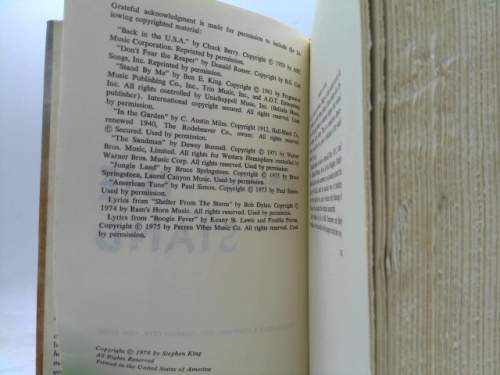 Grateful acknowledgment is made for permission to include the fol-
lowing copyrighted material:
"Back in the U.S.A." by Chuck Berry. Copyright © 1959 by ARC
Music Corporation. Reprinted by permission.
"Don't Fear the Reaper" by Donald Roeser. Copyright by B.O. Cult
Songs, Inc. Reprinted by permission.
"Stand By Me" by Ben E. King. Copyright © 1961 by Progressive
Music Publishing Co., Inc., Trio Music, Inc., and A.D.T. Enterprises,
Inc. All rights controlled by Unichappell Music, Inc. (Belinda Music,
publisher). International copyright secured. All rights reserved. Used
by permission.
"In the Garden" by C. Austin Miles. Copyright 1912, Hall-Mack Co.
renewed 1940, The Rodeheaver Co., owner. All rights reserved.
© Secured. Used by permission.
"The Sandman" by Dewey Bunnell. Copyright © 1971 by Warner
Bros. Music, Limited. All rights for Western Hemisphere controlled by
Warner Bros. Music Corp. All rights reserved. Used by permission.
"Jungle Land" by Bruce Springsteen. Copyright © 1975 by Bruce
Springsteen, Laurel Canyon Music. Used by permission.
"American Tune" by Paul Simon. Copyright © 1973 Paul Simon.
Used by permission.
Lyrics from "Shelter From The Storm" by Bob Dylan. Copyright ©
1974 by Ram's Horn Music. All rights reserved. Used by permission.
Lyrics from "Boogie Fever" by Kenny St. Lewis and Freddie Perren.
Copyright © 1975 by Perren Vibes Music Co. All rights reserved. Used
by permission.
Copyright © 1978 by Stephen King
All Rights Reserved
Printed in the United States of America